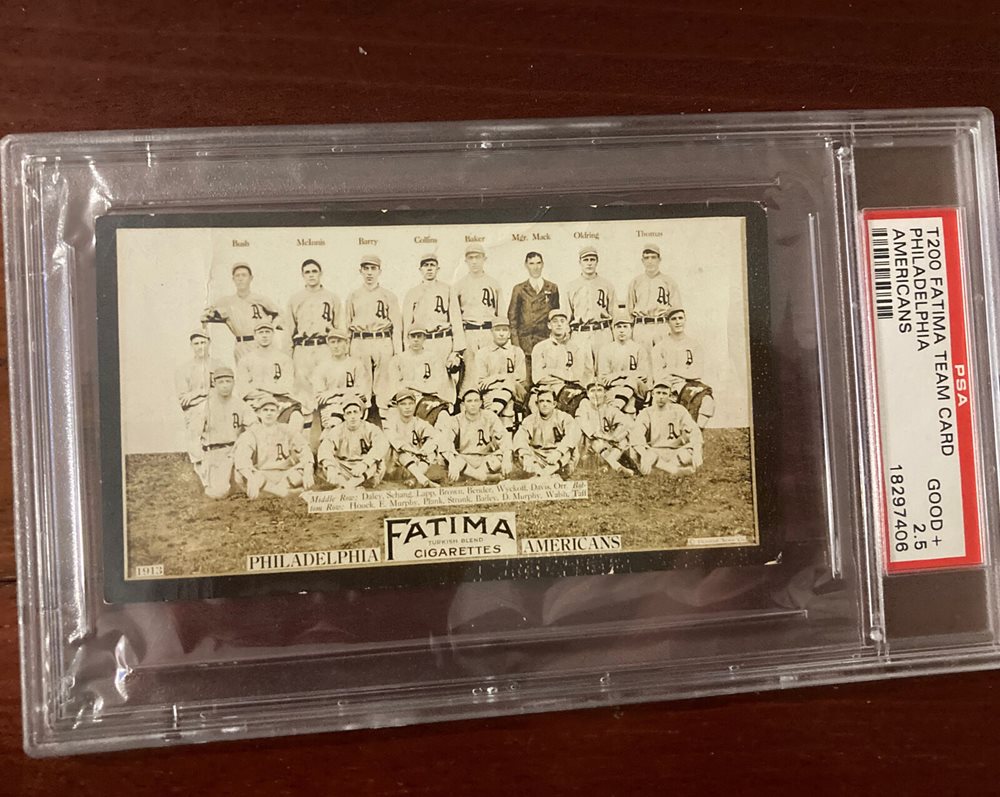 Bush McInnis Barry Collins Baker Mgr. Mack Oldring Thomas
Middle Row: Daley, Schang, Lapp, Brown, Bender, Wyckoff, Davis, Orr. Bot-
tom Row: Houck, E. Murphy, Plank, Strunk, Bailey, D. Murphy, Walsh, Taff
FATIMA
TURKISH BLEND
CIGARETTES
PHILADELPHIA
AMERICANS
1913
PSA
T200 FATIMA TEAM CARD
PHILADELPHIA
AMERICANS
GOOD +
2.5
18297406